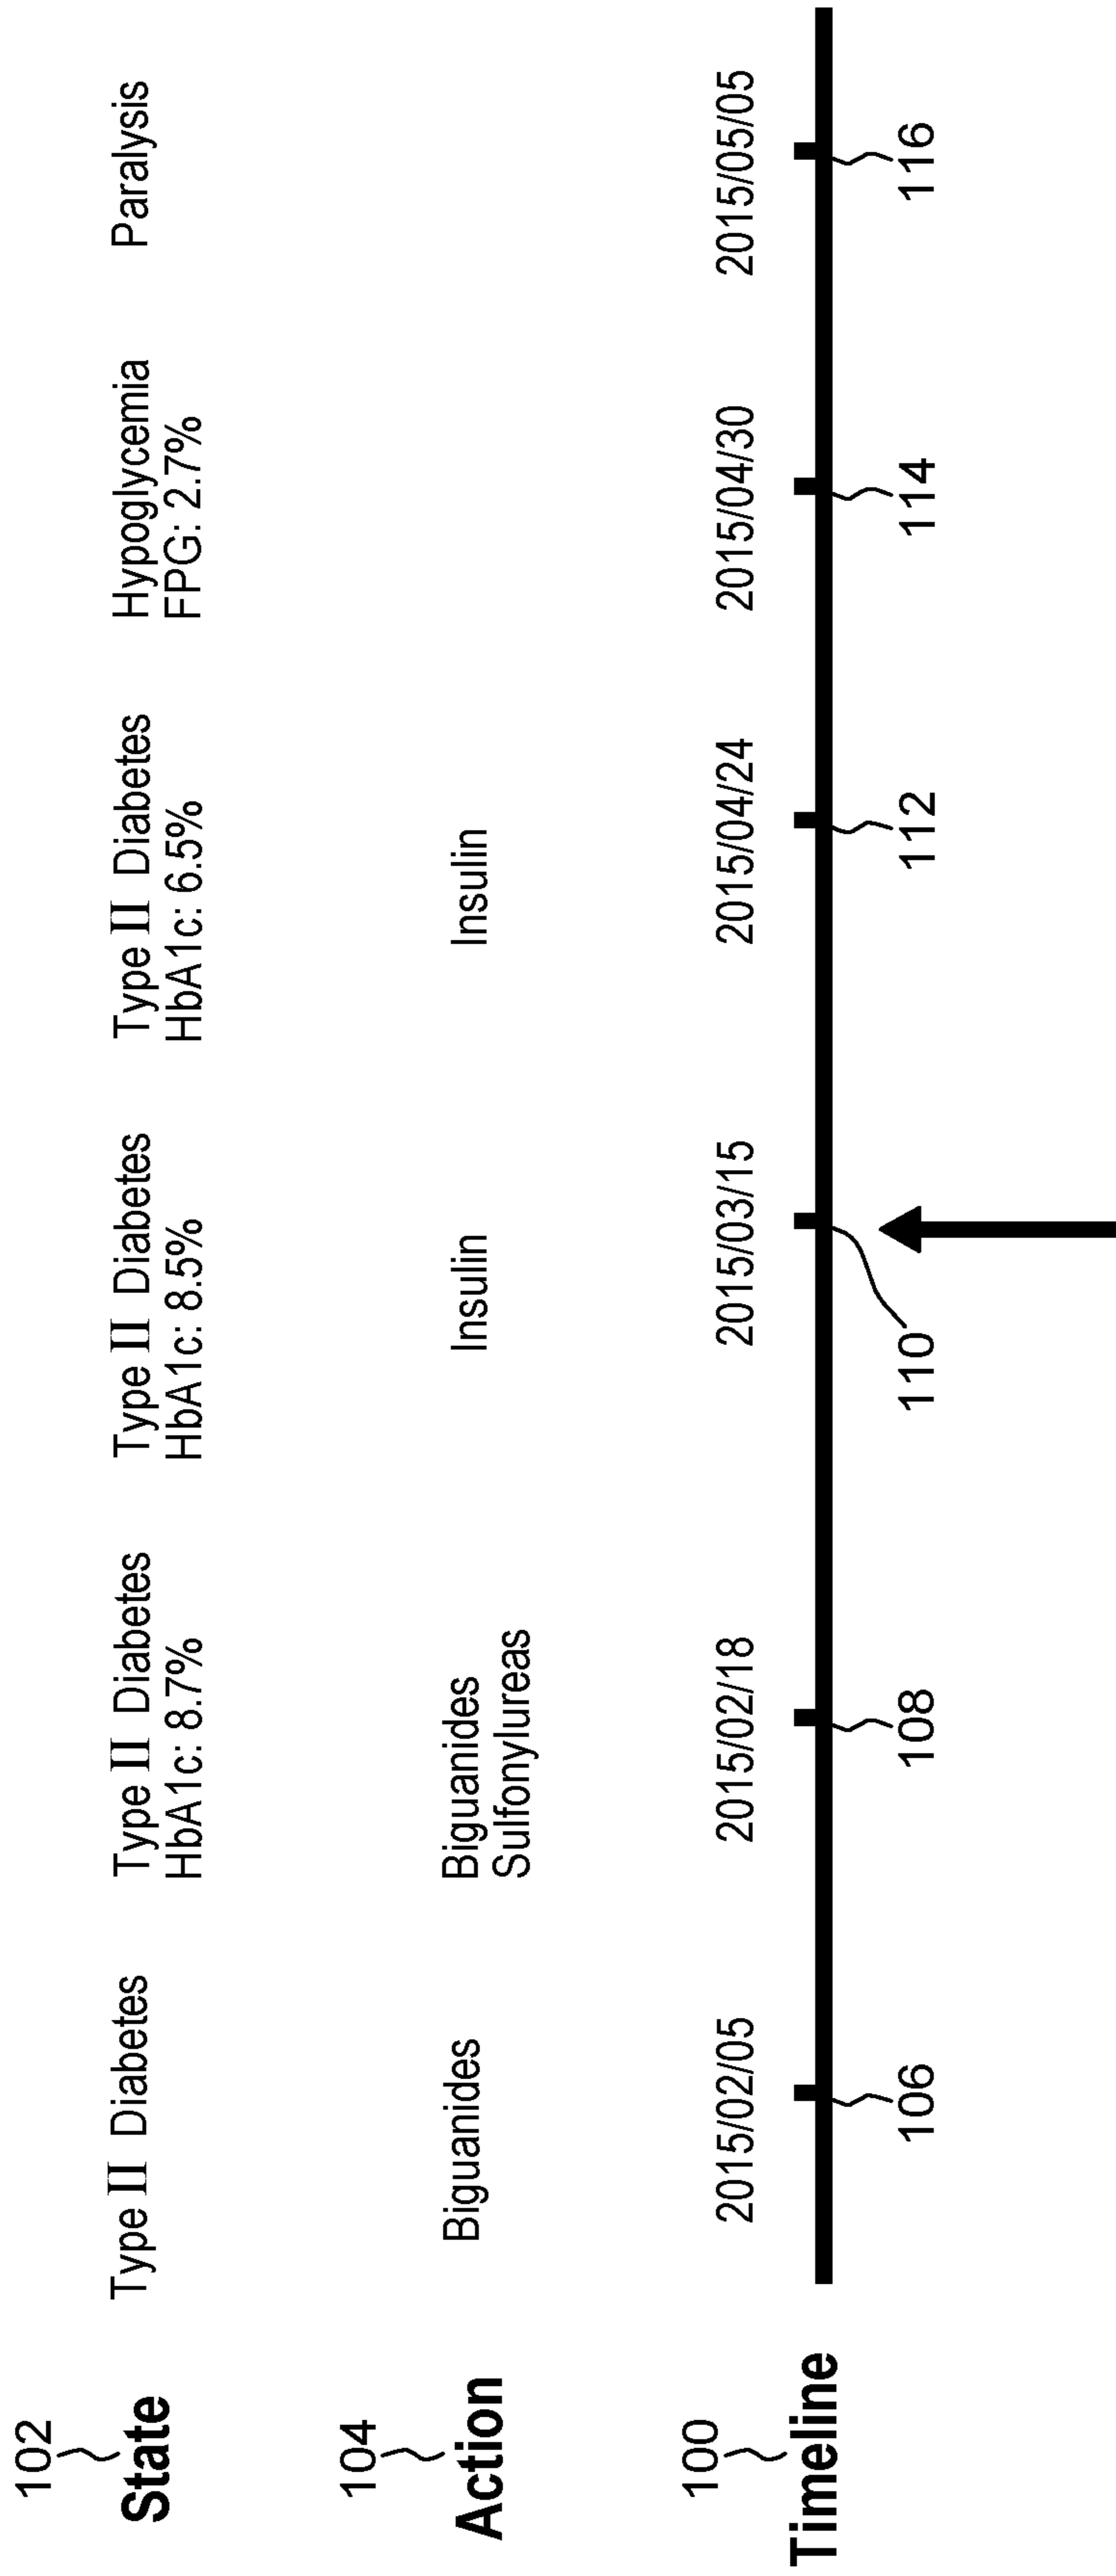 102
State
Type II Diabetes
Type II Diabetes
HbA1c: 8.7%
Type II Diabetes
HbA1c: 8.5%
Type II Diabetes
HbA1c: 6.5%
Hypoglycemia
FPG: 2.7%
Paralysis
104
Action
Biguanides
Biguanides
Sulfonylureas
Insulin
Insulin
100
Timeline
2015/02/05
2015/02/18
2015/03/15
2015/04/24
2015/04/30
2015/05/05
106
108
110
112
114
116